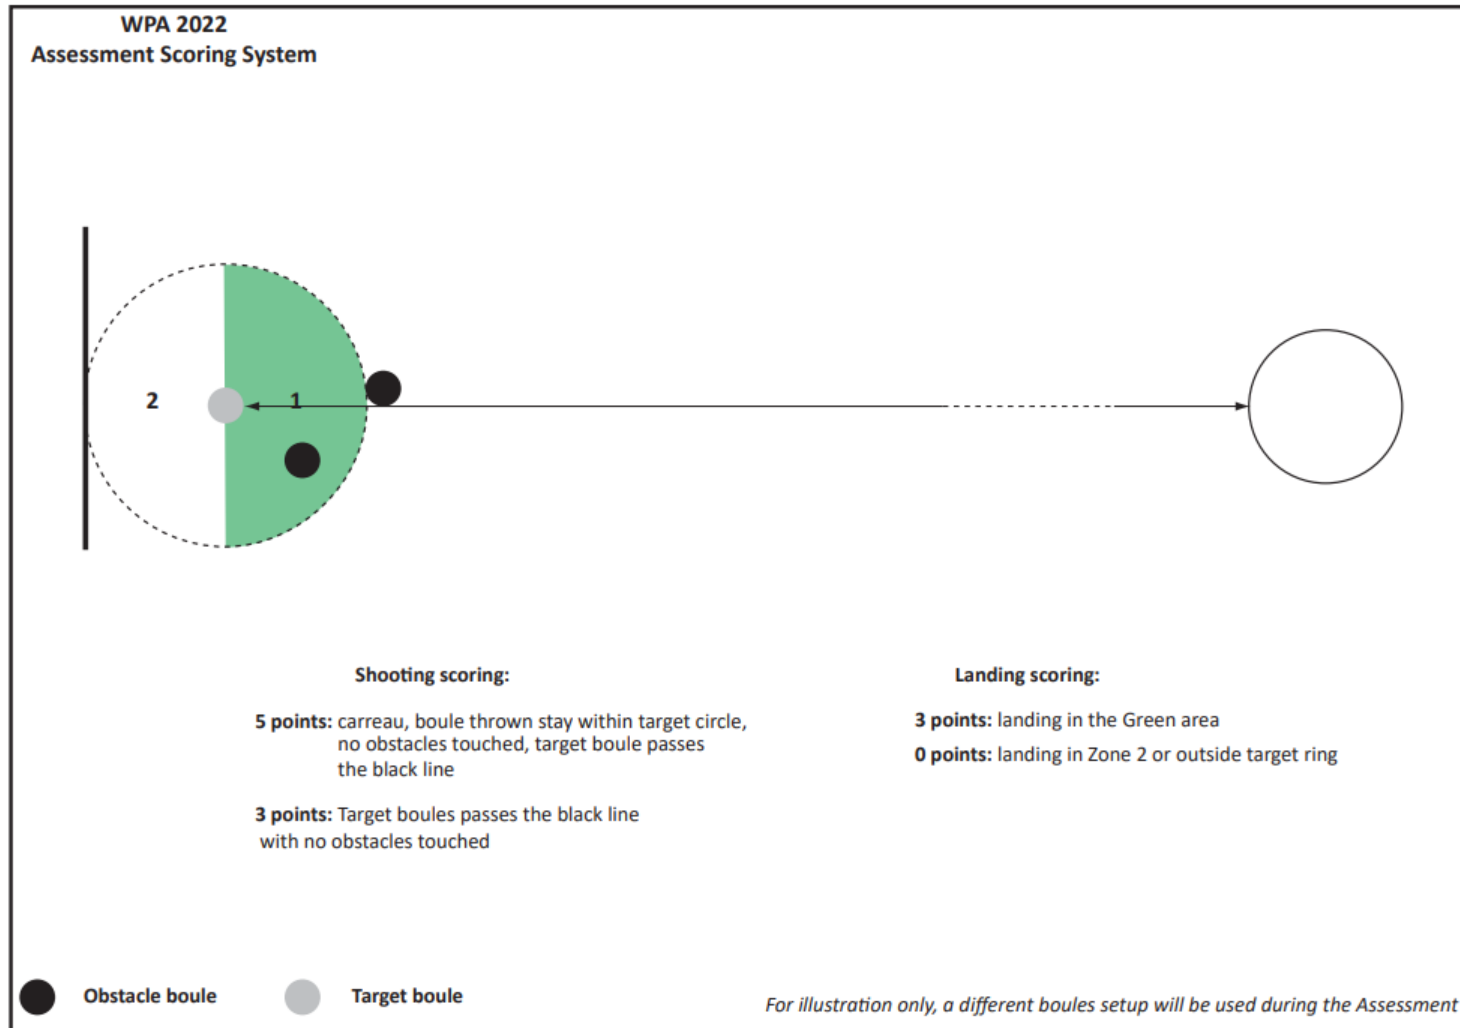 WPA 2022
Assessment Scoring System
2
1
Shooting scoring:
5 points: carreau, boule thrown stay within target circle,
no obstacles touched, target boule passes
the black line
3 points: Target boules passes the black line
with no obstacles touched
Landing scoring:
3 points: landing in the Green area
0 points: landing in Zone 2 or outside target ring
Obstacle boule
Target boule
For illustration only, a different boules setup will be used during the Assessment